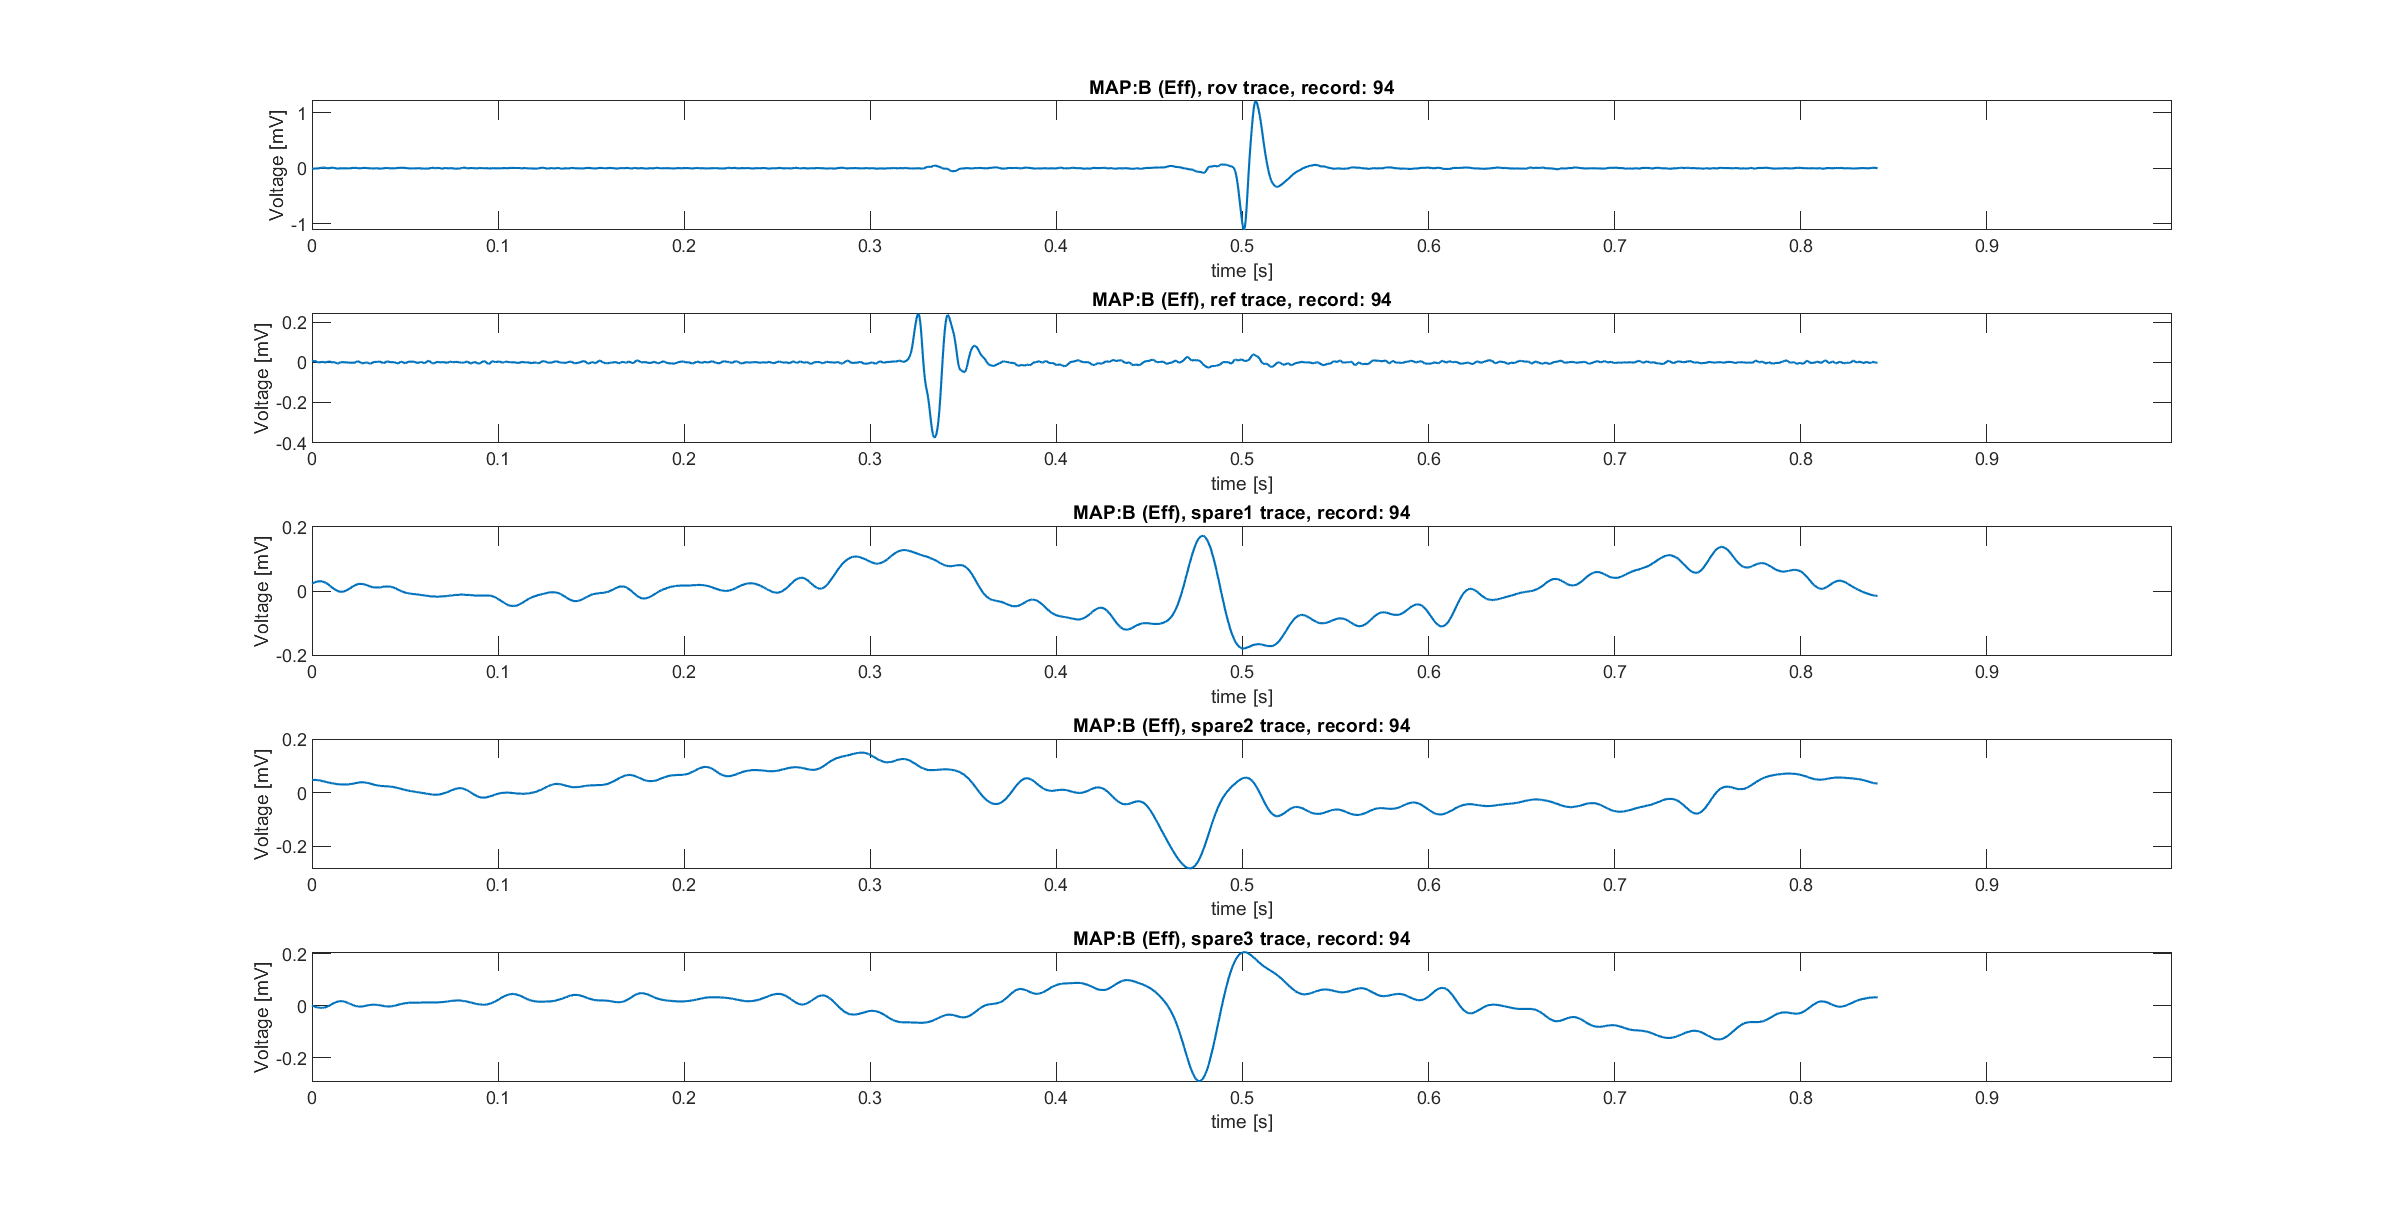 MAP:B (Eff), rov trace, record: 94
Voltage [mV]
1
0
-1
0 0.1 0.2 0.3 0.4 0.5 0.6 0.7 0.8 0.9
time [s]
MAP:B (Eff), ref trace, record: 94
Voltage [mV]
0.2
0
-0.2
-0.4
0 0.1 0.2 0.3 0.4 0.5 0.6 0.7 0.8 0.9
time [s]
MAP:B (Eff), spare1 trace, record: 94
Voltage [mV]
0.2
0
-0.2
0 0.1 0.2 0.3 0.4 0.5 0.6 0.7 0.8 0.9
time [s]
MAP:B (Eff), spare2 trace, record: 94
Voltage [mV]
0.2
0
-0.2
0 0.1 0.2 0.3 0.4 0.5 0.6 0.7 0.8 0.9
time [s]
MAP:B (Eff), spare3 trace, record: 94
Voltage [mV]
0.2
0
-0.2
0 0.1 0.2 0.3 0.4 0.5 0.6 0.7 0.8 0.9
time [s]